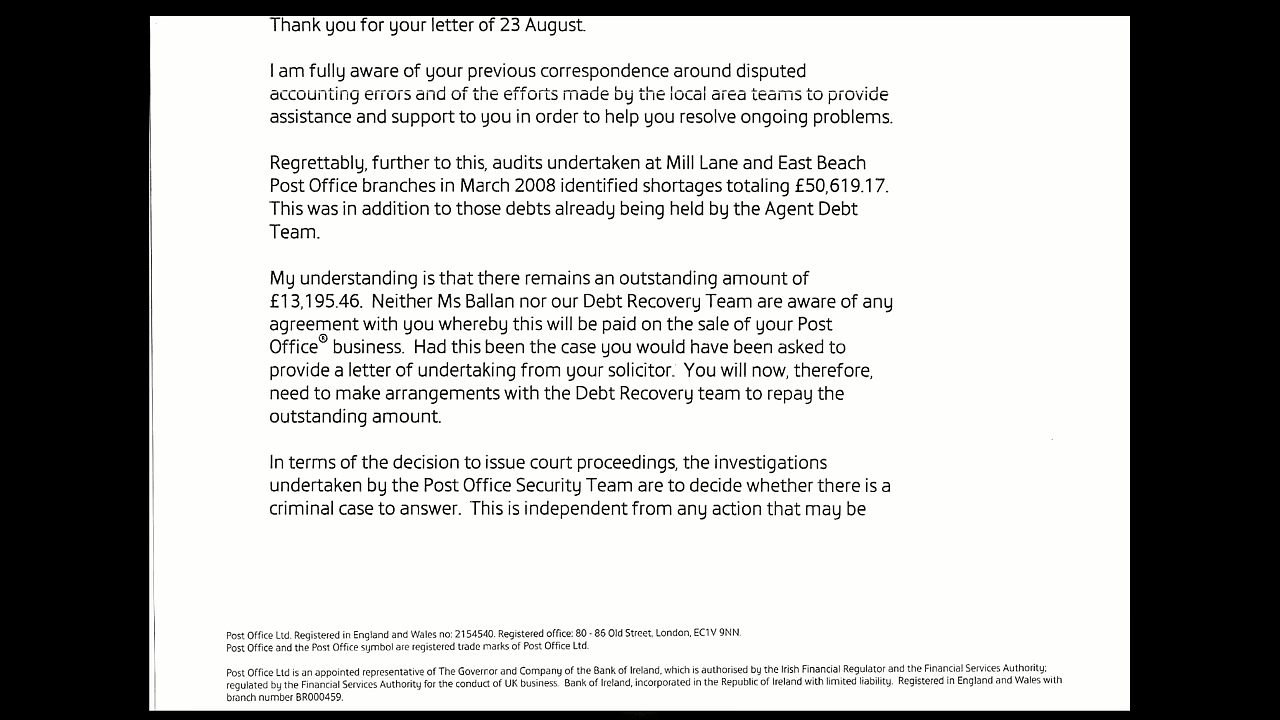 Thank you for your letter of 23 August.
I am fully aware of your previous correspondence around disputed
accounting errors and of the efforts made by the local area teams to provide
assistance and support to you in order to help you resolve ongoing problems.
Regrettably, further to this, audits undertaken at Mill Lane and East Beach
Post Office branches in March 2008 identified shortages totaling £50,619.17.
This was in addition to those debts already being held by the Agent Debt
Team.
My understanding is that there remains an outstanding amount of
£13,195.46. Neither Ms Ballan nor our Debt Recovery Team are aware of any
agreement with you whereby this will be paid on the sale of your Post
Office® business. Had this been the case you would have been asked to
provide a letter of undertaking from your solicitor. You will now, therefore,
need to make arrangements with the Debt Recovery team to repay the
outstanding amount.
In terms of the decision to issue court proceedings, the investigations
undertaken by the Post Office Security Team are to decide whether there is a
criminal case to answer. This is independent from any action that may be
Post Office Ltd. Registered in England and Wales no: 2154540. Registered office: 80 - 86 Old Street, London, EC1V 9NN.
Post Office and the Post Office symbol are registered trade marks of Post Office Ltd.
Post Office Ltd is an appointed representative of The Governor and Company of the Bank of Ireland, which is authorised by the Irish Financial Regulator and the Financial Services Authority;
regulated by the Financial Services Authority for the conduct of UK business. Bank of Ireland, incorporated in the Republic of Ireland with limited liability. Registered in England and Wales with
branch number BR000459.